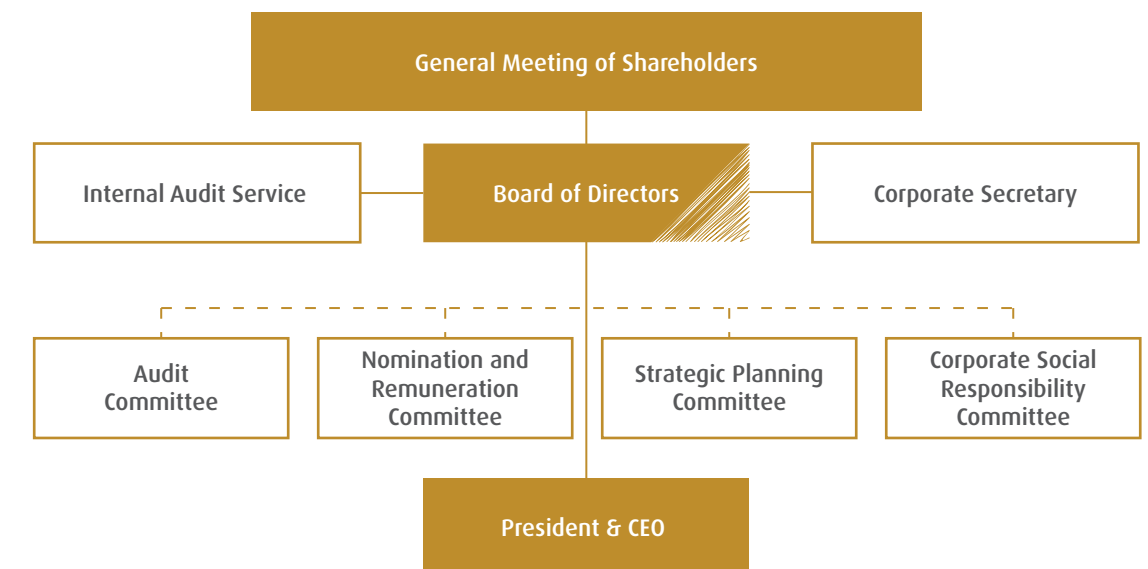 General Meeting of Shareholders
Internal Audit Service
Board of Directors
Corporate Secretary
Audit
Committee
Nomination and
Remuneration
Committee
Strategic Planning
Committee
Corporate Social
Responsibility
Committee
President & CEO